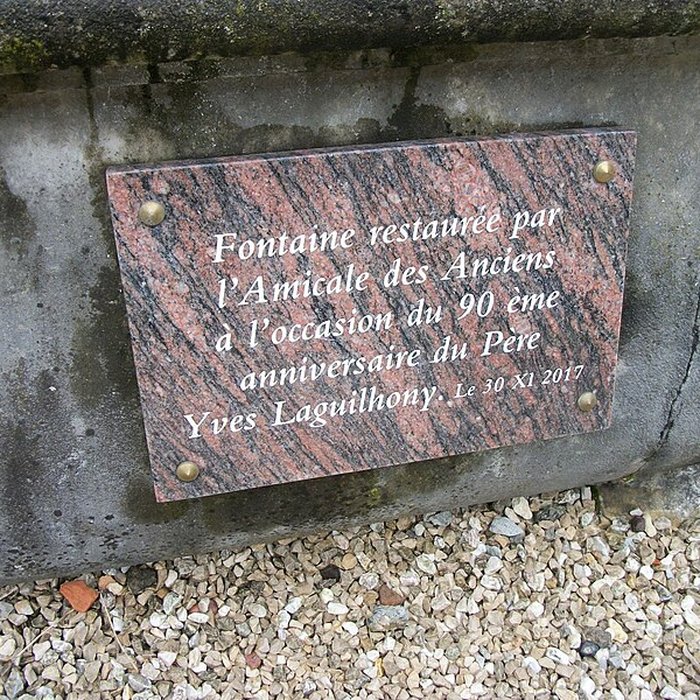 Fontaine restaurée par
l'Amicale des Anciens
à l'occasion du 90 ème
anniversaire du Père
Yves Laguilhony. Le 30 XI 2017